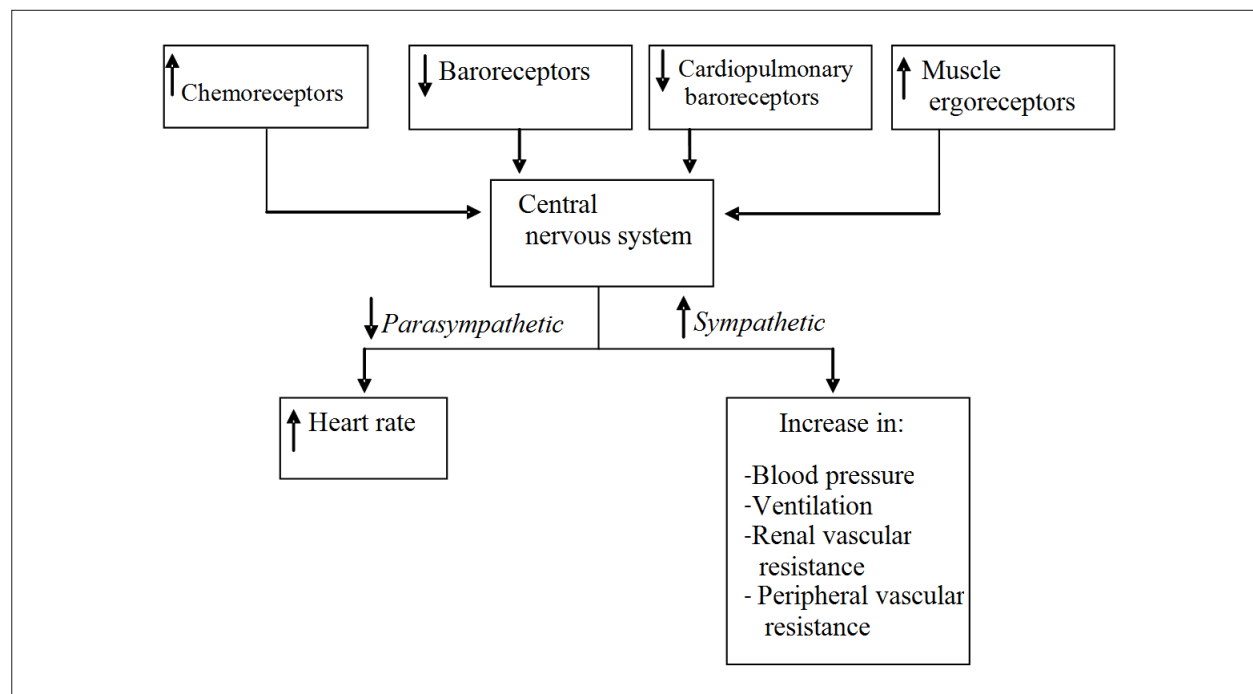 Chemoreceptors
Baroreceptors
Cardiopulmonary
baroreceptors
Muscle
ergoreceptors
Central
nervous system
Parasympathetic
Sympathetic
Heart rate
Increase in:
-Blood pressure
-Ventilation
-Renal vascular
resistance
- Peripheral vascular
resistance